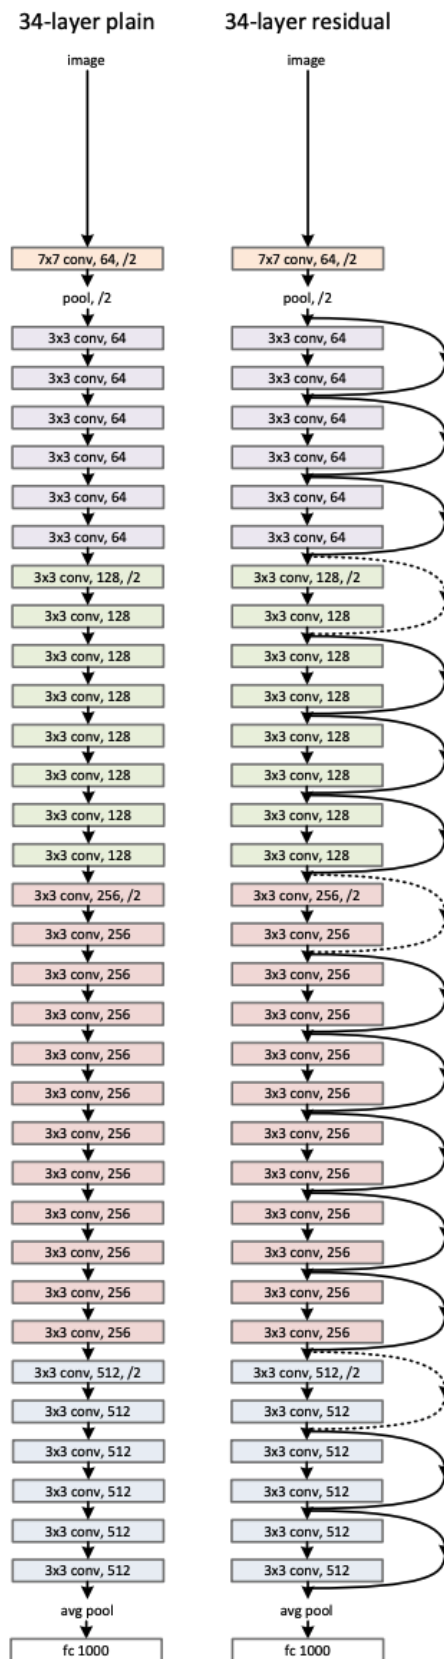 34-layer plain
image
7x7 conv, 64, /2
pool, /2
3x3 conv, 64
3x3 conv, 64
3x3 conv, 64
3x3 conv, 64
3x3 conv, 64
3x3 conv, 64
3x3 conv, 128, /2
3x3 conv, 128
3x3 conv, 128
3x3 conv, 128
3x3 conv, 128
3x3 conv, 128
3x3 conv, 128
3x3 conv, 128
3x3 conv, 256, /2
3x3 conv, 256
3x3 conv, 256
3x3 conv, 256
3x3 conv, 256
3x3 conv, 256
3x3 conv, 256
3x3 conv, 256
3x3 conv, 256
3x3 conv, 256
3x3 conv, 256
3x3 conv, 256
3x3 conv, 512, /2
3x3 conv, 512
3x3 conv, 512
3x3 conv, 512
3x3 conv, 512
3x3 conv, 512
avg pool
fc 1000
34-layer residual
image
7x7 conv, 64, /2
pool, /2
3x3 conv, 64
3x3 conv, 64
3x3 conv, 64
3x3 conv, 64
3x3 conv, 64
3x3 conv, 64
3x3 conv, 128, /2
3x3 conv, 128
3x3 conv, 128
3x3 conv, 128
3x3 conv, 128
3x3 conv, 128
3x3 conv, 128
3x3 conv, 128
3x3 conv, 256, /2
3x3 conv, 256
3x3 conv, 256
3x3 conv, 256
3x3 conv, 256
3x3 conv, 256
3x3 conv, 256
3x3 conv, 256
3x3 conv, 256
3x3 conv, 256
3x3 conv, 256
3x3 conv, 256
3x3 conv, 512, /2
3x3 conv, 512
3x3 conv, 512
3x3 conv, 512
3x3 conv, 512
3x3 conv, 512
avg pool
fc 1000